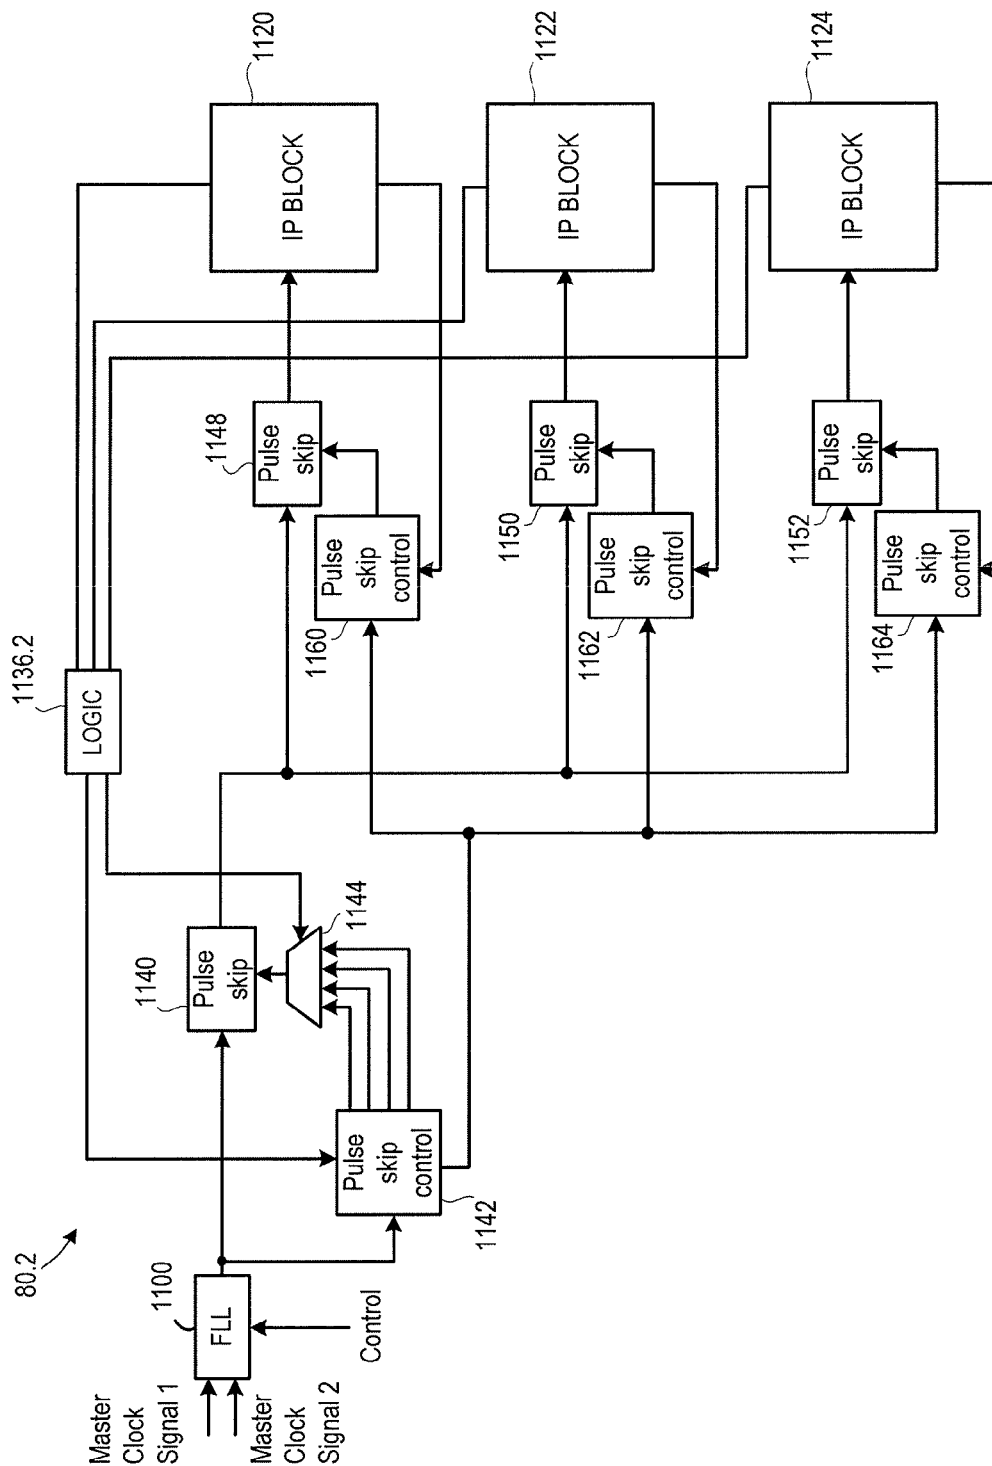 80.2
Master
Clock
Signal 1
Master
Clock
Signal 2
1100
FLL
Control
1140
Pulse
skip
1144
Pulse
skip
control
1142
1136.2
LOGIC
1148
Pulse
skip
1160
Pulse
skip
control
IP BLOCK
1120
1150
Pulse
skip
1162
Pulse
skip
control
IP BLOCK
1122
1152
Pulse
skip
1164
Pulse
skip
control
IP BLOCK
1124